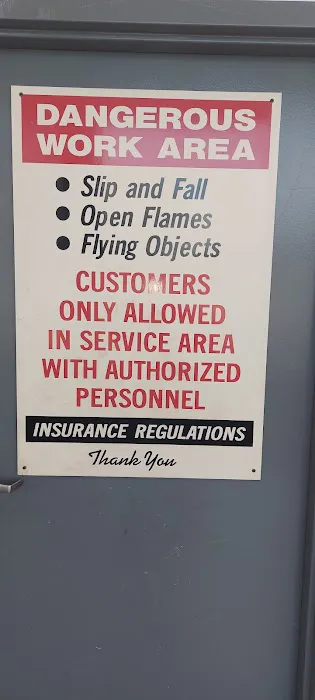 DANGEROUS
WORK AREA
● Slip and Fall
● Open Flames
● Flying Objects
CUSTOMERS
ONLY ALLOWED
IN SERVICE AREA
WITH AUTHORIZED
PERSONNEL
INSURANCE REGULATIONS
Thank You